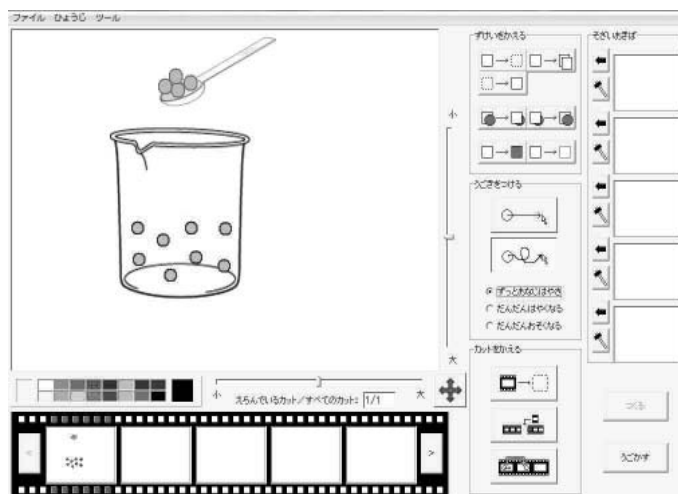 ファイル ひょうじ ツール
ずけいをかえる
そざいおきば
小
大
うごきをつける
ずっとおなじはやさ
だんだんはやくなる
だんだんおそくなる
カットをかえる
小
大
えらんでいるカット/すべてのカット: 1/1
<
>
つくる
うごかす